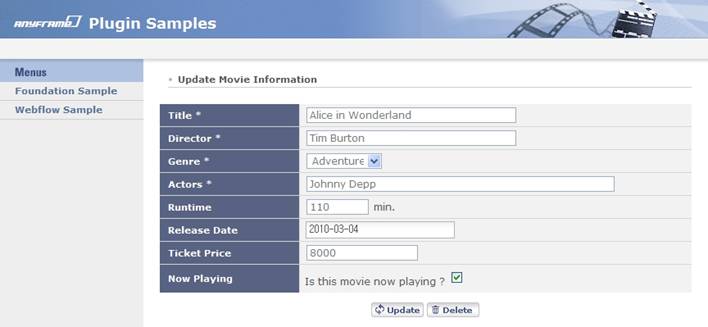 ANYFRAME Plugin Samples
Menus
Foundation Sample
Webflow Sample
Update Movie Information
Title * Alice in Wonderland
Director * Tim Burton
Genre * Adventure
Actors * Johnny Depp
Runtime 110 min.
Release Date 2010-03-04
Ticket Price 8000
Now Playing Is this movie now playing ?
Update Delete